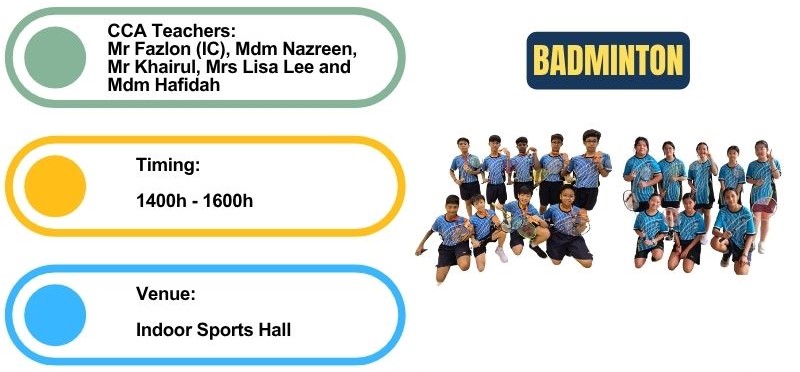 CCA Teachers:
Mr Fazlon (IC), Mdm Nazreen,
Mr Khairul, Mrs Lisa Lee and
Mdm Hafidah
BADMINTON
Timing:
1400h - 1600h
Venue:
Indoor Sports Hall